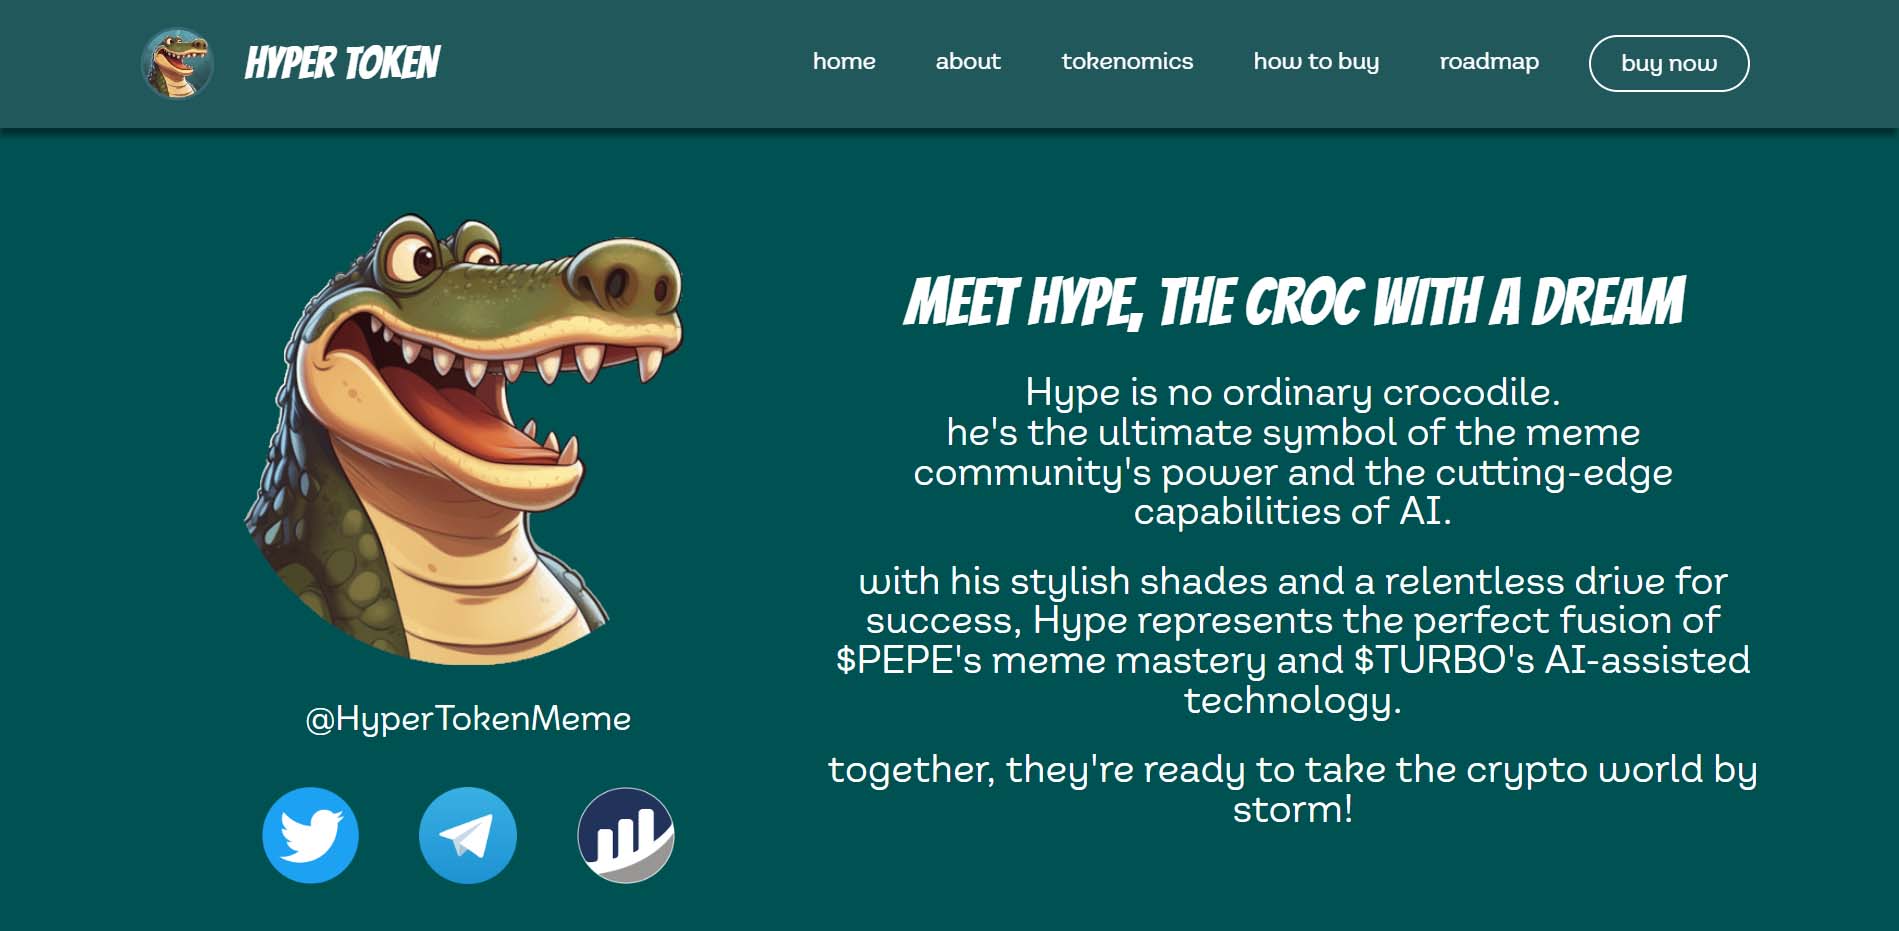 HYPER TOKEN
home
about
tokenomics
how to buy
roadmap
buy now
MEET HYPE, THE CROC WITH A DREAM
Hype is no ordinary crocodile.
he's the ultimate symbol of the meme
community's power and the cutting-edge
capabilities of AI.
with his stylish shades and a relentless drive for
success, Hype represents the perfect fusion of
$PEPE's meme mastery and $TURBO's AI-assisted
technology.
together, they're ready to take the crypto world by
storm!
@HyperTokenMeme